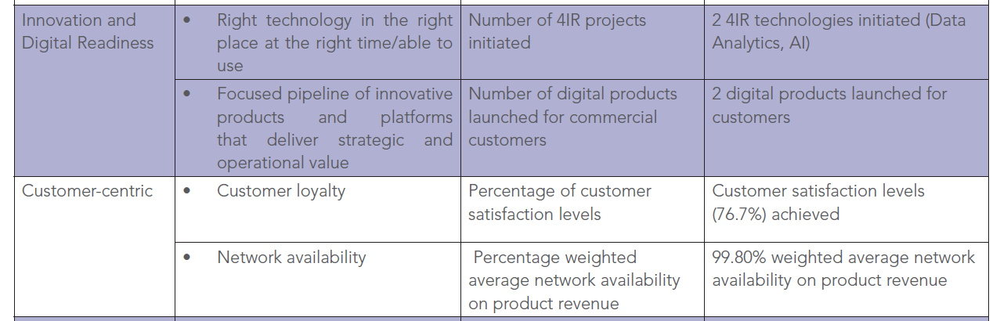 Innovation and
Digital Readiness
• Right technology in the right
place at the right time/able to
use
Number of 4IR projects
initiated
2 4IR technologies initiated (Data
Analytics, AI)
• Focused pipeline of innovative
products and platforms
that deliver strategic and
operational value
Number of digital products
launched for commercial
customers
2 digital products launched for
customers
Customer-centric
• Customer loyalty
Percentage of customer
satisfaction levels
Customer satisfaction levels
(76.7%) achieved
• Network availability
Percentage weighted
average network availability
on product revenue
99.80% weighted average network
availability on product revenue